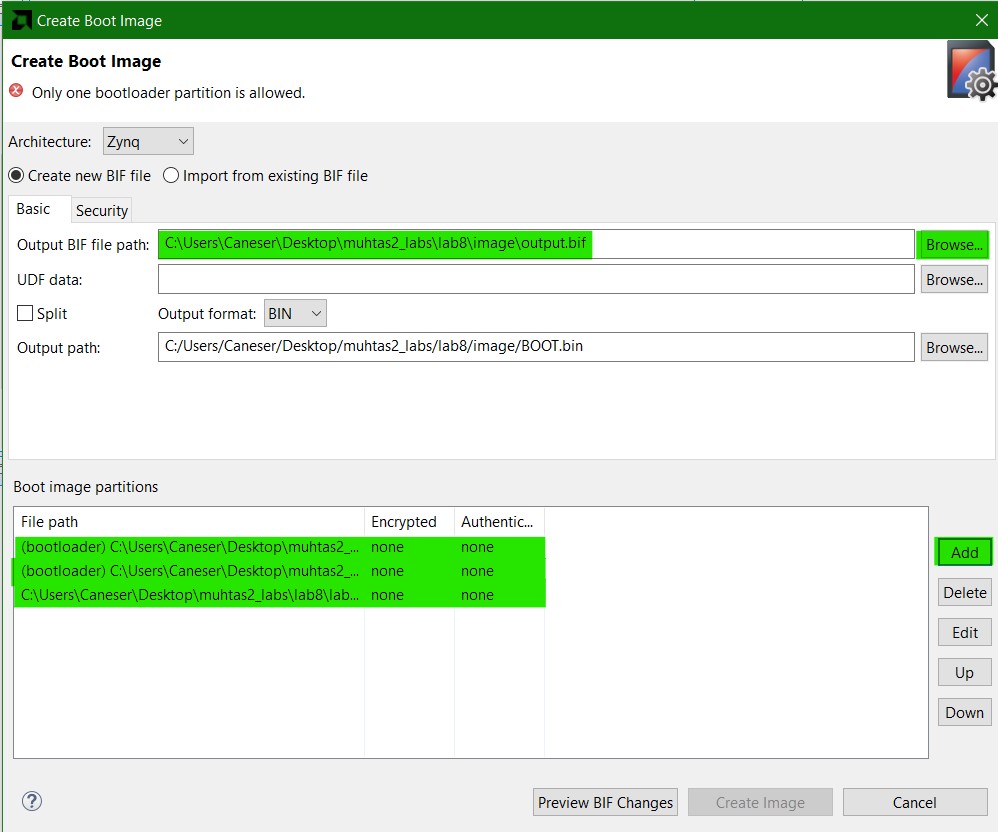 Create Boot Image
Create Boot Image
Only one bootloader partition is allowed.
Architecture: Zynq
Create new BIF file Import from existing BIF file
Basic Security
Output BIF file path: C:\Users\Caneser\Desktop\muhtas2_labs\lab8\image\output.bif Browse...
UDF data: Browse...
Split Output format: BIN
Output path: C:/Users/Caneser/Desktop/muhtas2_labs/lab8/image/BOOT.bin Browse...
Boot image partitions
File path Encrypted Authentic...
(bootloader) C:\Users\Caneser\Desktop\muhtas2_... none none
(bootloader) C:\Users\Caneser\Desktop\muhtas2_... none none
C:\Users\Caneser\Desktop\muhtas2_labs\lab8\lab... none none
Add
Delete
Edit
Up
Down
? Preview BIF Changes Create Image Cancel